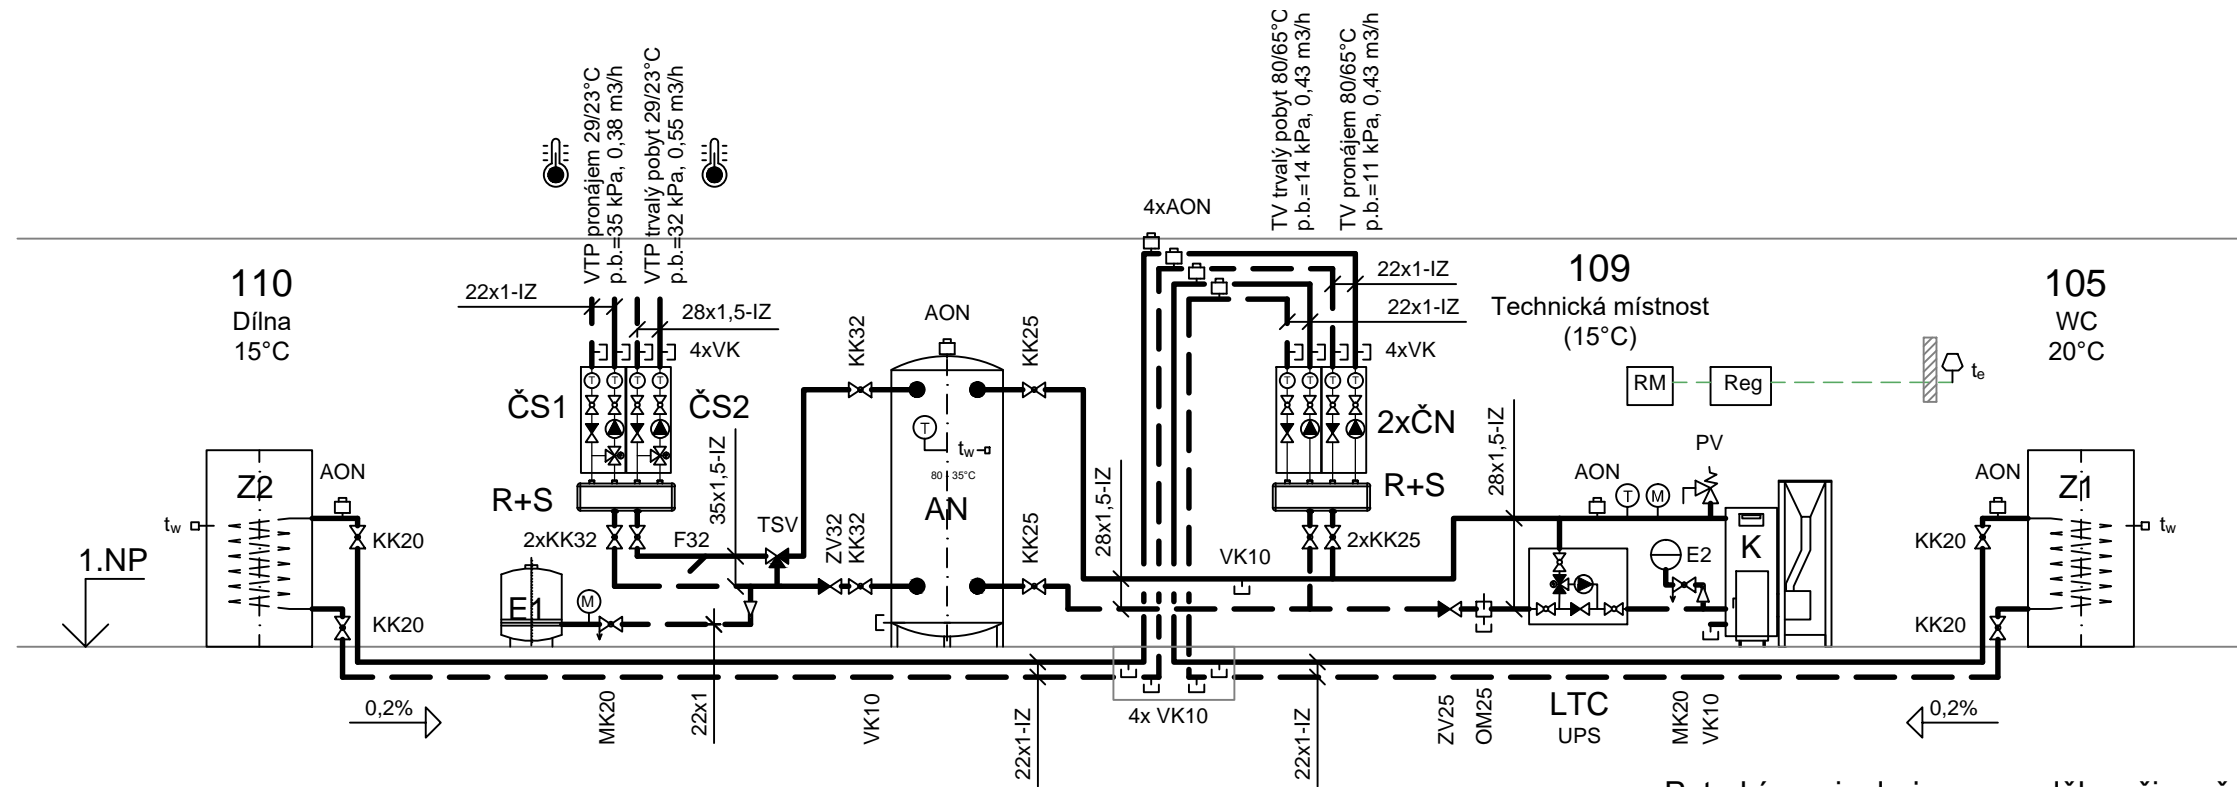 VTP pronájem 29/23°C
p.b.=35 kPa, 0,38 m3/h
VTP trvalý pobyt 29/23°C
p.b.=32 kPa, 0,55 m3/h
TV trvalý pobyt 80/65°C
p.b.=14 kPa, 0,43 m3/h
TV pronájem 80/65°C
p.b.=11 kPa, 0,43 m3/h
4xAON
110
Dílna
15°C
22x1-IZ
28x1,5-IZ
4xVK
KK32
AON
KK25
22x1-IZ
22x1-IZ
4xVK
109
Technická místnost
(15°C)
105
WC
20°C
RM
Reg
te
T
T
T
T
T
T
T
T
ČS1
ČS2
T
tw
80 - 35°C
AN
2xČN
R+S
R+S
35x1,5-IZ
28x1,5-IZ
28x1,5-IZ
PV
AON
T
M
AON
Z2
AON
tw
KK20
KK20
2xKK32
F32
TSV
ZV32
KK32
KK25
VK10
2xKK25
E2
K
Z1
tw
KK20
KK20
1.NP
E1
M
0,2%
MK20
22x1
VK10
22x1-IZ
4x VK10
22x1-IZ
ZV25
OM25
LTC
UPS
MK20
VK10
0,2%